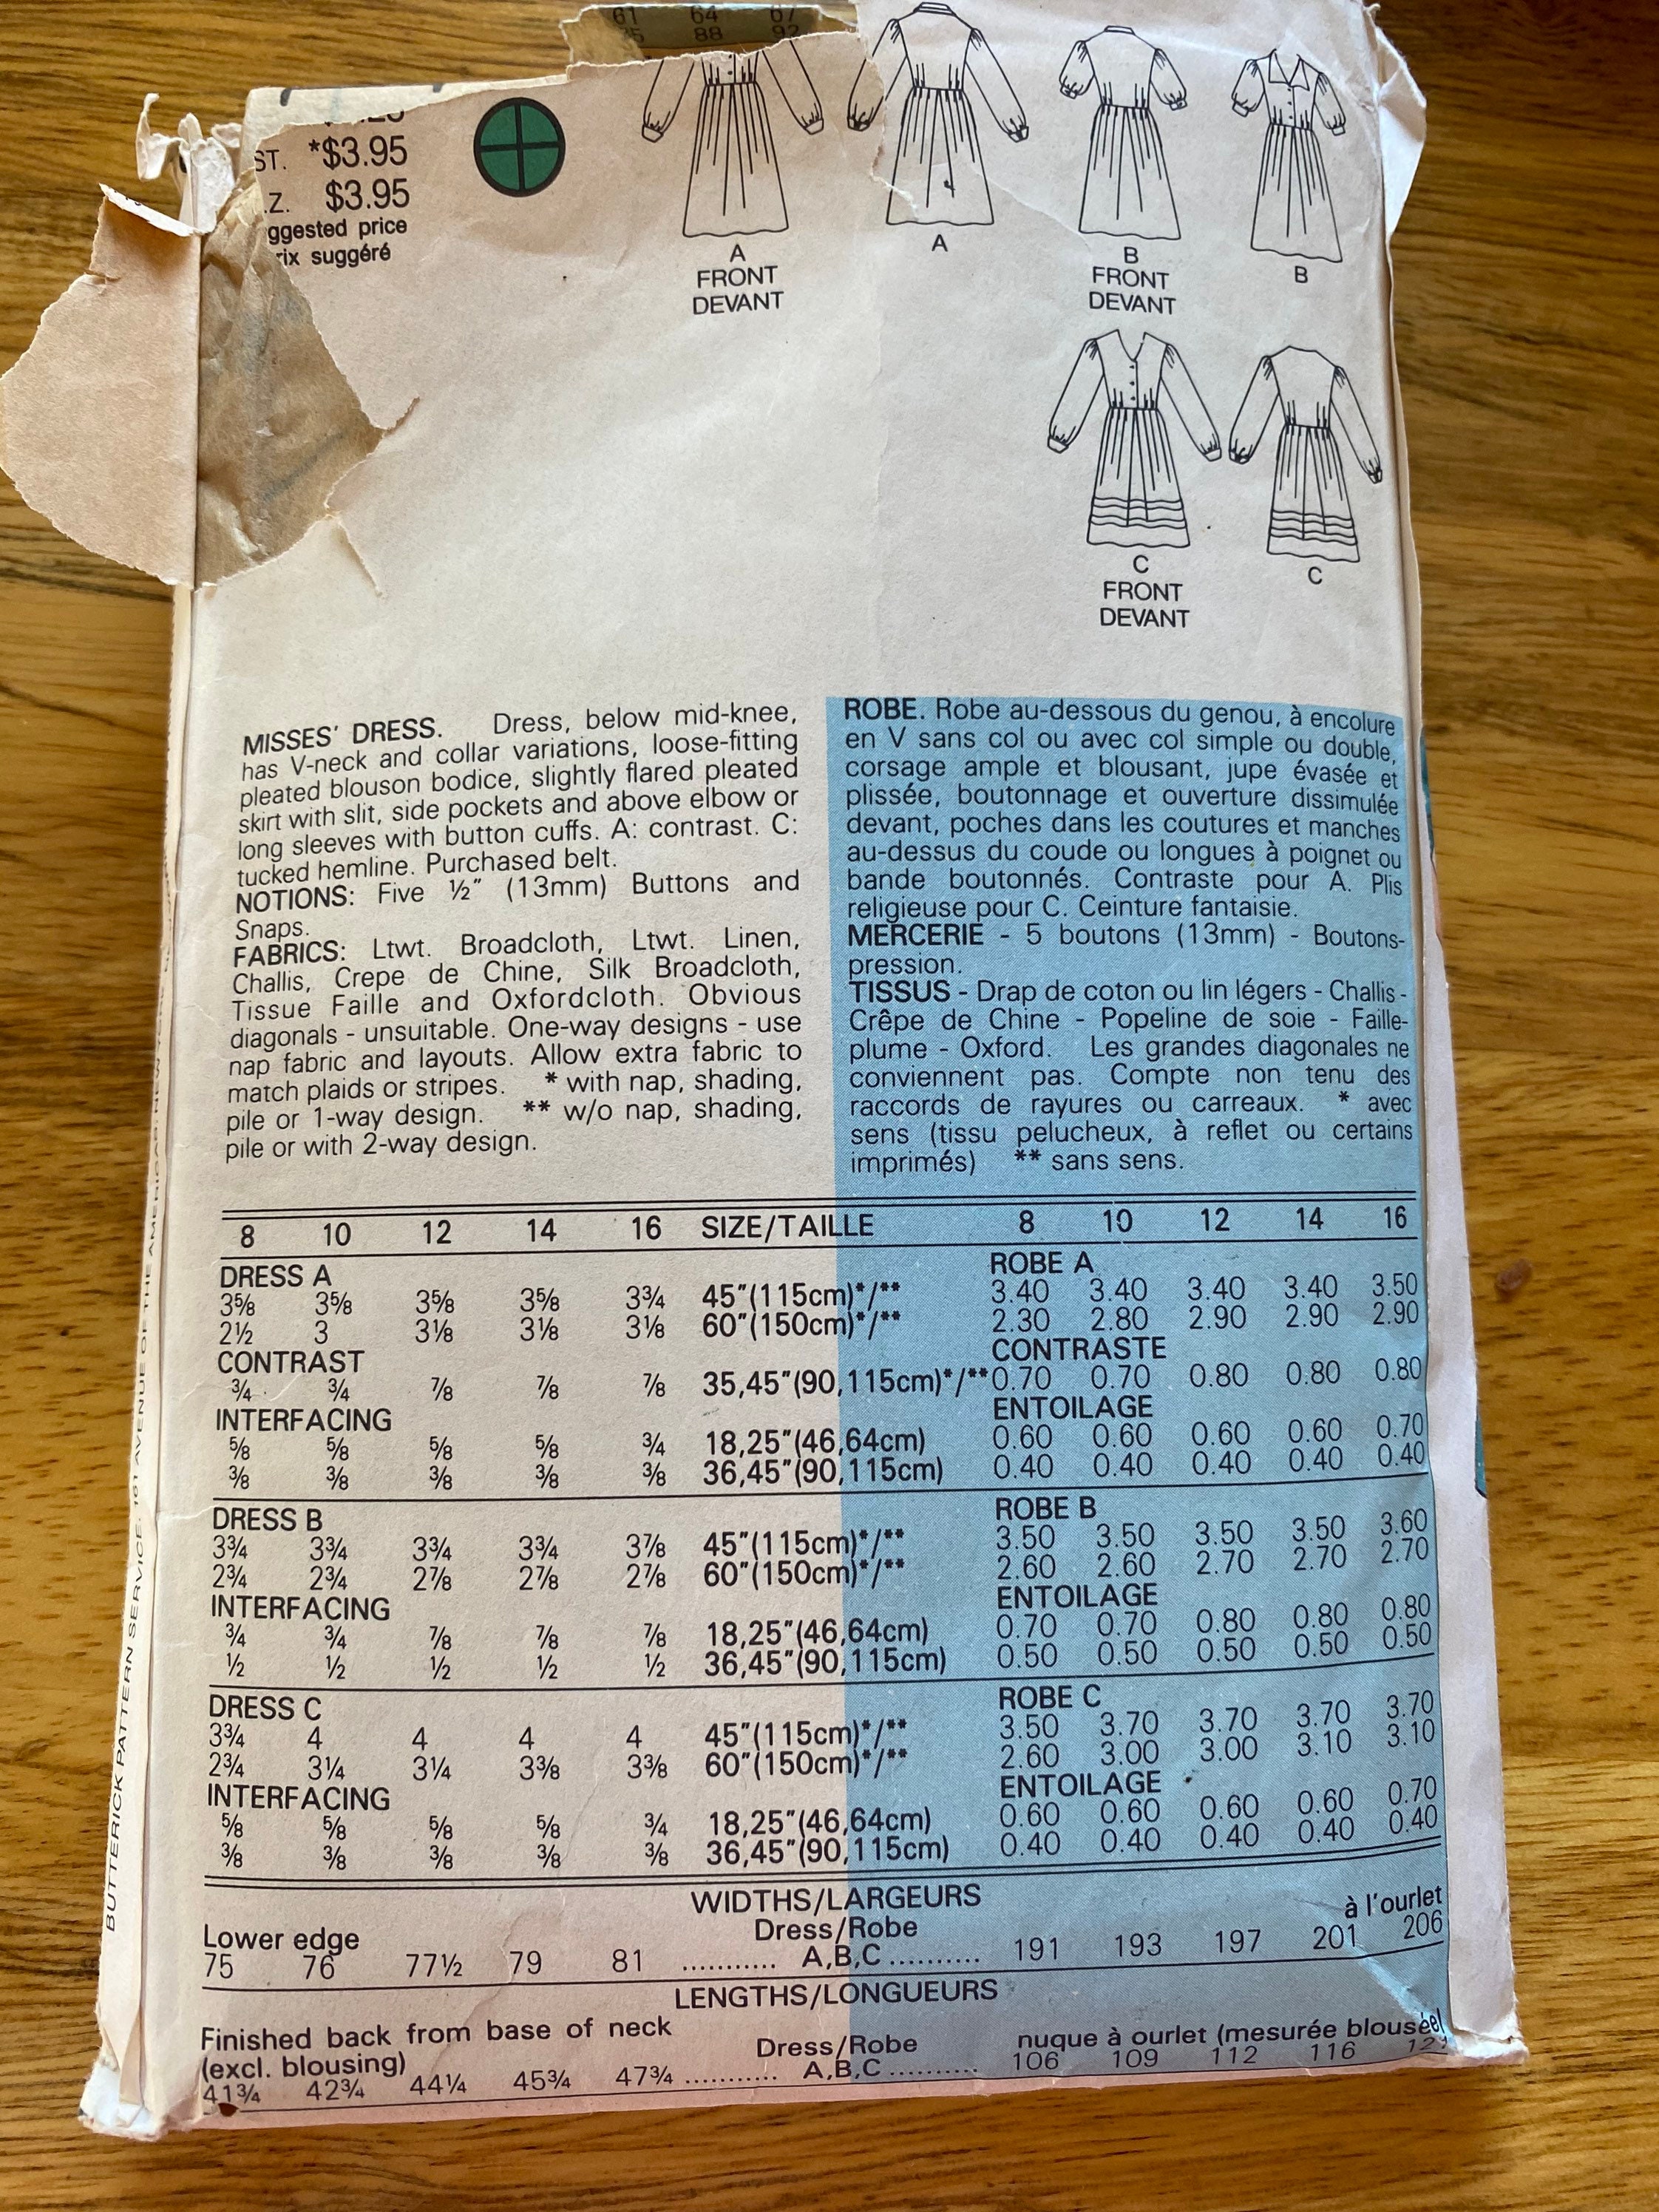 61 64 67
88 92
ST. *$3.95
.Z. $3.95
ggested price
rix suggéré
A
FRONT
DEVANT
A
B
FRONT
DEVANT
B
C
FRONT
DEVANT
C
MISSES' DRESS. Dress, below mid-knee,
has V-neck and collar variations, loose-fitting
pleated blouson bodice, slightly flared pleated
skirt with slit, side pockets and above elbow or
long sleeves with button cuffs. A: contrast. C:
tucked hemline. Purchased belt.
NOTIONS: Five ½" (13mm) Buttons and
Snaps.
FABRICS: Ltwt. Broadcloth, Ltwt. Linen,
Challis, Crepe de Chine, Silk Broadcloth,
Tissue Faille and Oxfordcloth. Obvious
diagonals - unsuitable. One-way designs - use
nap fabric and layouts. Allow extra fabric to
match plaids or stripes. * with nap, shading,
pile or 1-way design. ** w/o nap, shading,
pile or with 2-way design.
ROBE. Robe au-dessous du genou, à encolure
en V sans col ou avec col simple ou double,
corsage ample et blousant, jupe évasée et
plissée, boutonnage et ouverture dissimulée
devant, poches dans les coutures et manches
au-dessus du coude ou longues à poignet ou
bande boutonnés. Contraste pour A. Plis
religieuse pour C. Ceinture fantaisie.
MERCERIE - 5 boutons (13mm) - Boutons-
pression.
TISSUS - Drap de coton ou lin légers - Challis -
Crêpe de Chine - Popeline de soie - Faille-
plume - Oxford. Les grandes diagonales ne
conviennent pas. Compte non tenu des
raccords de rayures ou carreaux. * avec
sens (tissu pelucheux, à reflet ou certains
imprimés) ** sans sens.
8 10 12 14 16 SIZE/TAILLE 8 10 12 14 16
DRESS A ROBE A
3⅝ 3⅝ 3⅝ 3⅝ 3¾ 45"(115cm)*/** 3.40 3.40 3.40 3.40 3.50
2½ 3 3⅛ 3⅛ 3⅛ 60"(150cm)*/** 2.30 2.80 2.90 2.90 2.90
CONTRAST CONTRASTE
¾ ¾ ⅞ ⅞ ⅞ 35,45"(90,115cm)*/** 0.70 0.70 0.80 0.80 0.80
INTERFACING ENTOILAGE
⅝ ⅝ ⅝ ⅝ ¾ 18,25"(46,64cm) 0.60 0.60 0.60 0.60 0.70
⅜ ⅜ ⅜ ⅜ ⅜ 36,45"(90,115cm) 0.40 0.40 0.40 0.40 0.40
DRESS B ROBE B
3¾ 3¾ 3¾ 3¾ 3⅞ 45"(115cm)*/** 3.50 3.50 3.50 3.50 3.60
2¾ 2¾ 2⅞ 2⅞ 2⅞ 60"(150cm)*/** 2.60 2.60 2.70 2.70 2.70
INTERFACING ENTOILAGE
¾ ¾ ⅞ ⅞ ⅞ 18,25"(46,64cm) 0.70 0.70 0.80 0.80 0.80
½ ½ ½ ½ ½ 36,45"(90,115cm) 0.50 0.50 0.50 0.50 0.50
DRESS C ROBE C
3¾ 4 4 4 4 45"(115cm)*/** 3.50 3.70 3.70 3.70 3.70
2¾ 3¼ 3¼ 3⅜ 3⅜ 60"(150cm)*/** 2.60 3.00 3.00 3.10 3.10
INTERFACING ENTOILAGE
⅝ ⅝ ⅝ ⅝ ¾ 18,25"(46,64cm) 0.60 0.60 0.60 0.60 0.70
⅜ ⅜ ⅜ ⅜ ⅜ 36,45"(90,115cm) 0.40 0.40 0.40 0.40 0.40
WIDTHS/LARGEURS
Lower edge Dress/Robe à l'ourlet
75 76 77½ 79 81 ........... A,B,C .......... 191 193 197 201 206
LENGTHS/LONGUEURS
Finished back from base of neck
(excl. blousing) Dress/Robe nuque à ourlet (mesurée blousée)
41¾ 42¾ 44¼ 45¾ 47¾ ........... A,B,C .......... 106 109 112 116
BUTTERICK PATTERN SERVICE, 161 AVENUE OF THE AMERICAS, NEW